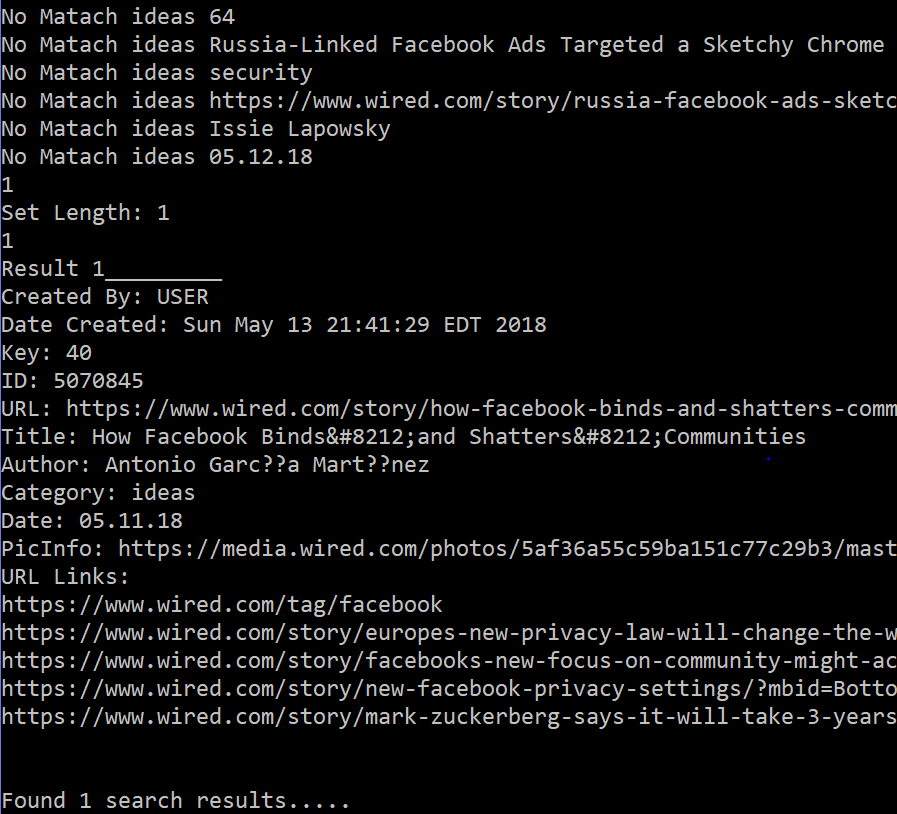 No Matach ideas 64
No Matach ideas Russia-Linked Facebook Ads Targeted a Sketchy Chrome
No Matach ideas security
No Matach ideas https://www.wired.com/story/russia-facebook-ads-sketc
No Matach ideas Issie Lapowsky
No Matach ideas 05.12.18
1
Set Length: 1
1
Result 1_________
Created By: USER
Date Created: Sun May 13 21:41:29 EDT 2018
Key: 40
ID: 5070845
URL: https://www.wired.com/story/how-facebook-binds-and-shatters-comm
Title: How Facebook Binds&#8212;and Shatters&#8212;Communities
Author: Antonio Garc??a Mart??nez
Category: ideas
Date: 05.11.18
PicInfo: https://media.wired.com/photos/5af36a55c59ba151c77c29b3/mast
URL Links:
https://www.wired.com/tag/facebook
https://www.wired.com/story/europes-new-privacy-law-will-change-the-w
https://www.wired.com/story/facebooks-new-focus-on-community-might-ac
https://www.wired.com/story/new-facebook-privacy-settings/?mbid=Botto
https://www.wired.com/story/mark-zuckerberg-says-it-will-take-3-years
Found 1 search results.....